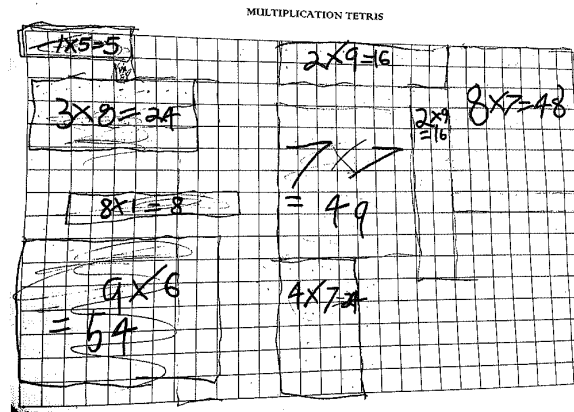 MULTIPLICATION TETRIS
1x5=5
2x9=16
3x8=24
2x9
=16
8x7=48
7x7
= 49
8x1=8
9x6
= 54
4x7=